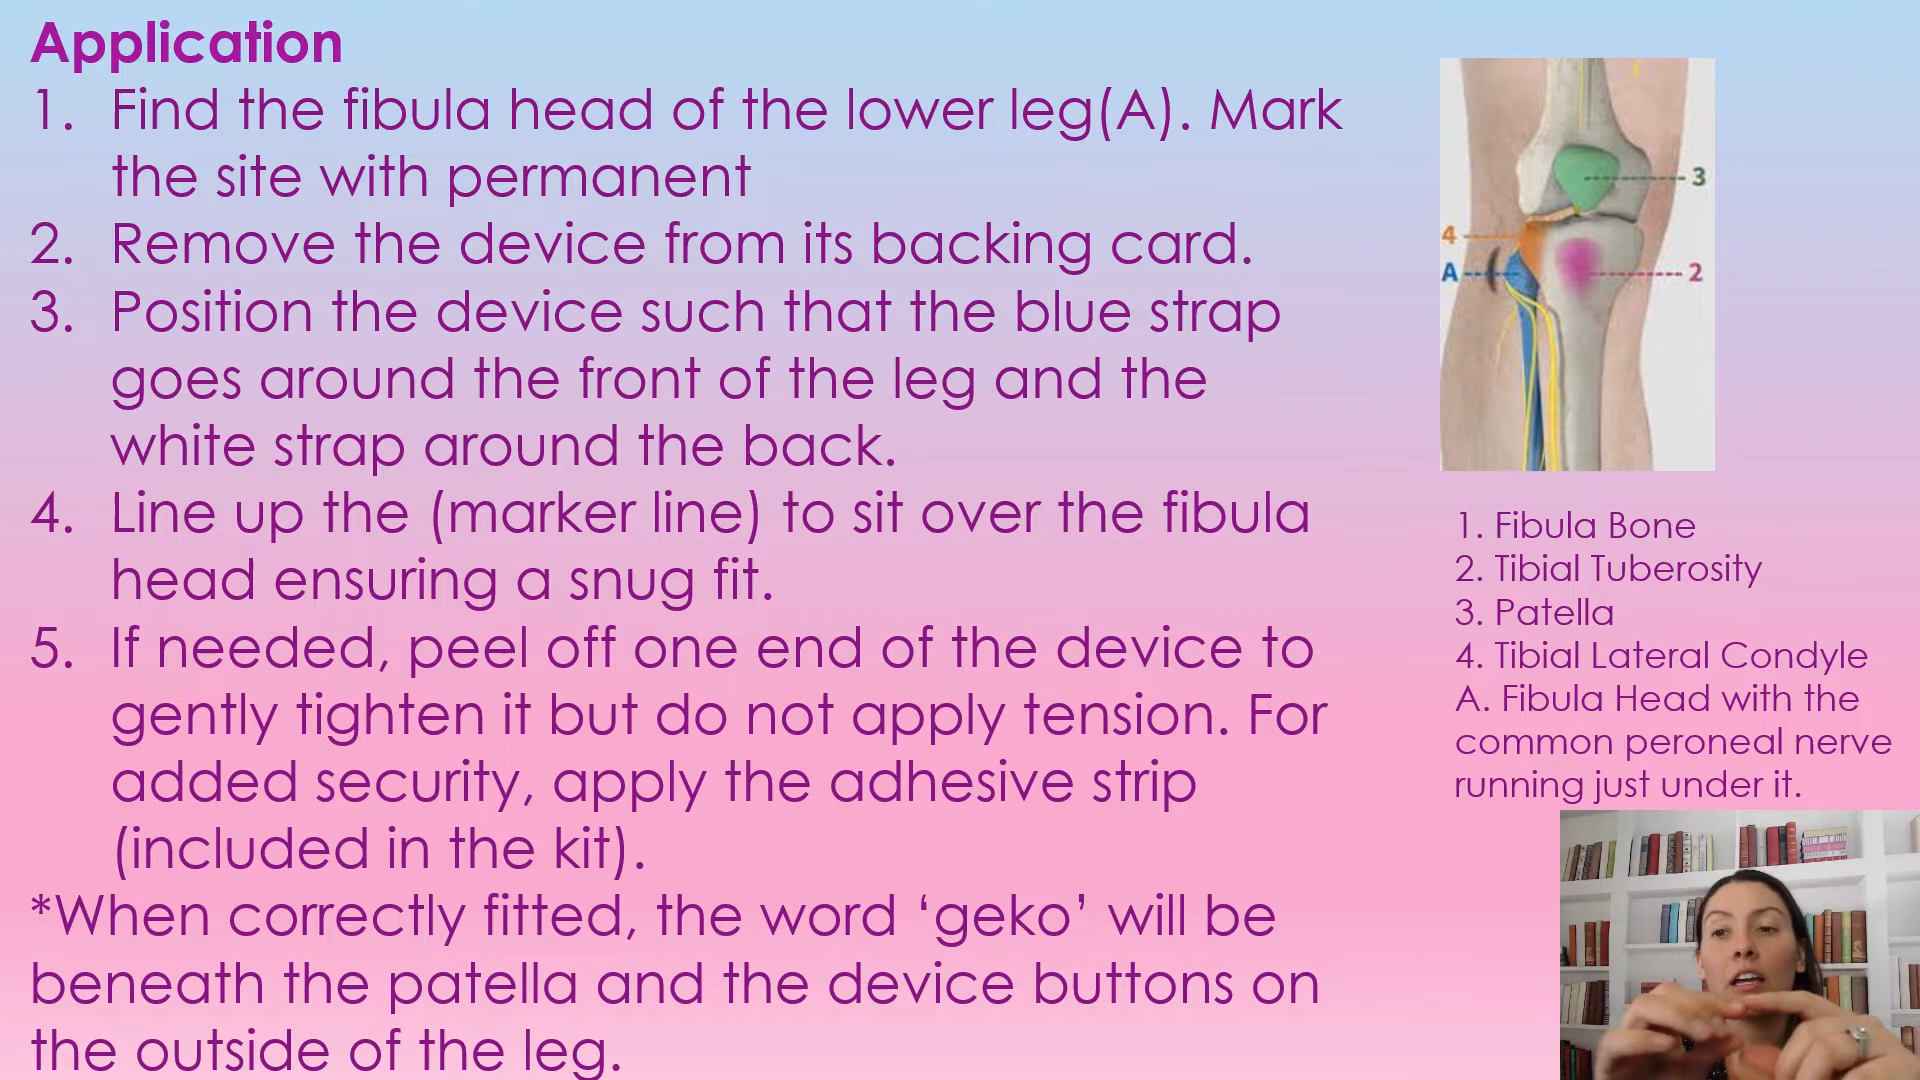 Application
1. Find the fibula head of the lower leg(A). Mark
the site with permanent
2. Remove the device from its backing card.
3. Position the device such that the blue strap
goes around the front of the leg and the
white strap around the back.
4. Line up the (marker line) to sit over the fibula
head ensuring a snug fit.
5. If needed, peel off one end of the device to
gently tighten it but do not apply tension. For
added security, apply the adhesive strip
(included in the kit).
*When correctly fitted, the word ‘geko’ will be
beneath the patella and the device buttons on
the outside of the leg.
3
4
A
2
1. Fibula Bone
2. Tibial Tuberosity
3. Patella
4. Tibial Lateral Condyle
A. Fibula Head with the
common peroneal nerve
running just under it.